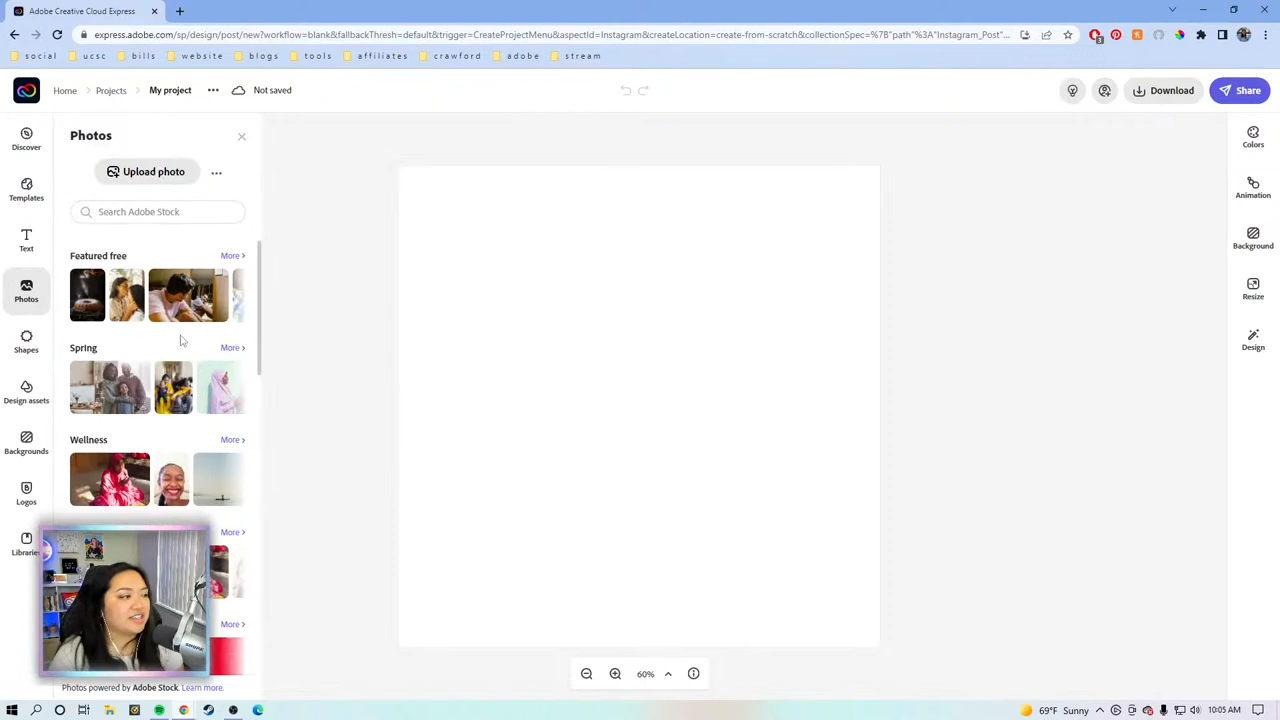 Adobe Creative Cloud Express
express.adobe.com/sp/design/post/new?workflow=blank&fallbackThresh=default&trigger=CreateProjectMenu&aspectId=Instagram&createLocation=create-from-scratch&collectionSpec=%7B"path"%3A"Instagram_Post"...
social ucsc bills settings blogs tools affiliates crawford adobe stream
Home Projects My project ... Not saved Download Share
Photos
Discover
Upload photo ...
Templates
Search Adobe Stock
Text
Featured free More >
Photos
Shapes
Spring More >
Design assets
Wellness More >
Backgrounds
Logos
More >
Libraries
More >
Photos powered by Adobe Stock. Learn more.
Colors
Animation
Background
Resize
Design
60%
69°F Sunny 10:05 AM